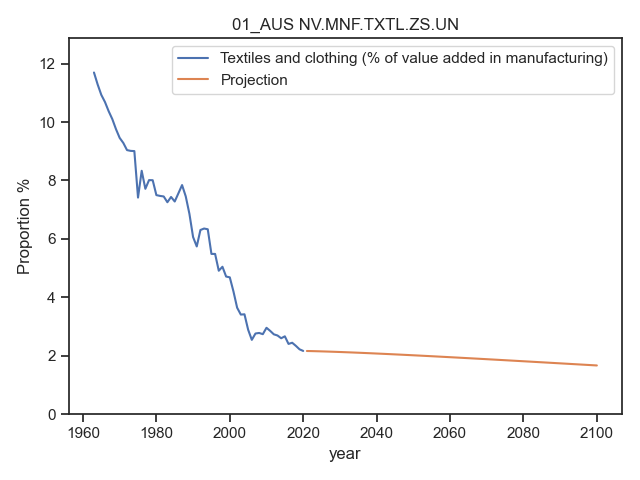 01_AUS NV.MNF.TXTL.ZS.UN
Textiles and clothing (% of value added in manufacturing)
Projection
Proportion %
12
10
8
6
4
2
0
1960 1980 2000 2020 2040 2060 2080 2100
year